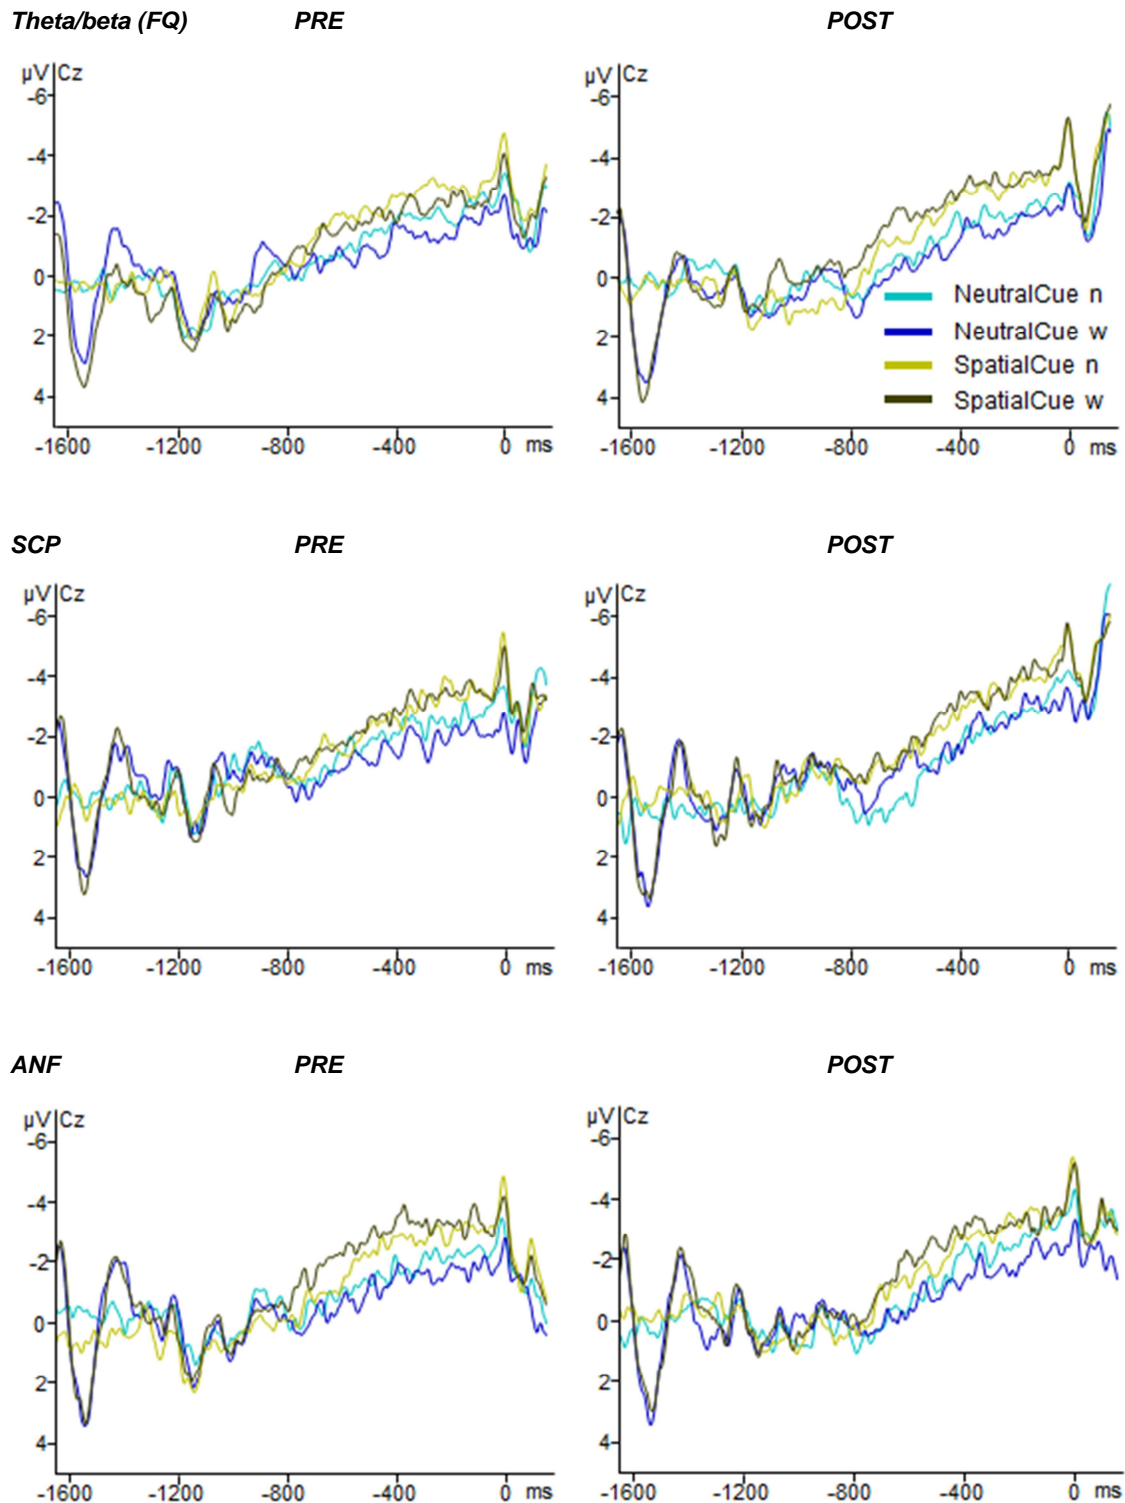 Theta/beta (FQ) PRE POST
µV Cz µV Cz
-6 -6
-4 -4
-2 -2
0 0
NeutralCue n
2 NeutralCue w 2
SpatialCue n
4 SpatialCue w 4
-1600 -1200 -800 -400 0 ms -1600 -1200 -800 -400 0 ms
SCP PRE POST
µV Cz µV Cz
-6 -6
-4 -4
-2 -2
0 0
2 2
4 4
-1600 -1200 -800 -400 0 ms -1600 -1200 -800 -400 0 ms
ANF PRE POST
µV Cz µV Cz
-6 -6
-4 -4
-2 -2
0 0
2 2
4 4
-1600 -1200 -800 -400 0 ms -1600 -1200 -800 -400 0 ms